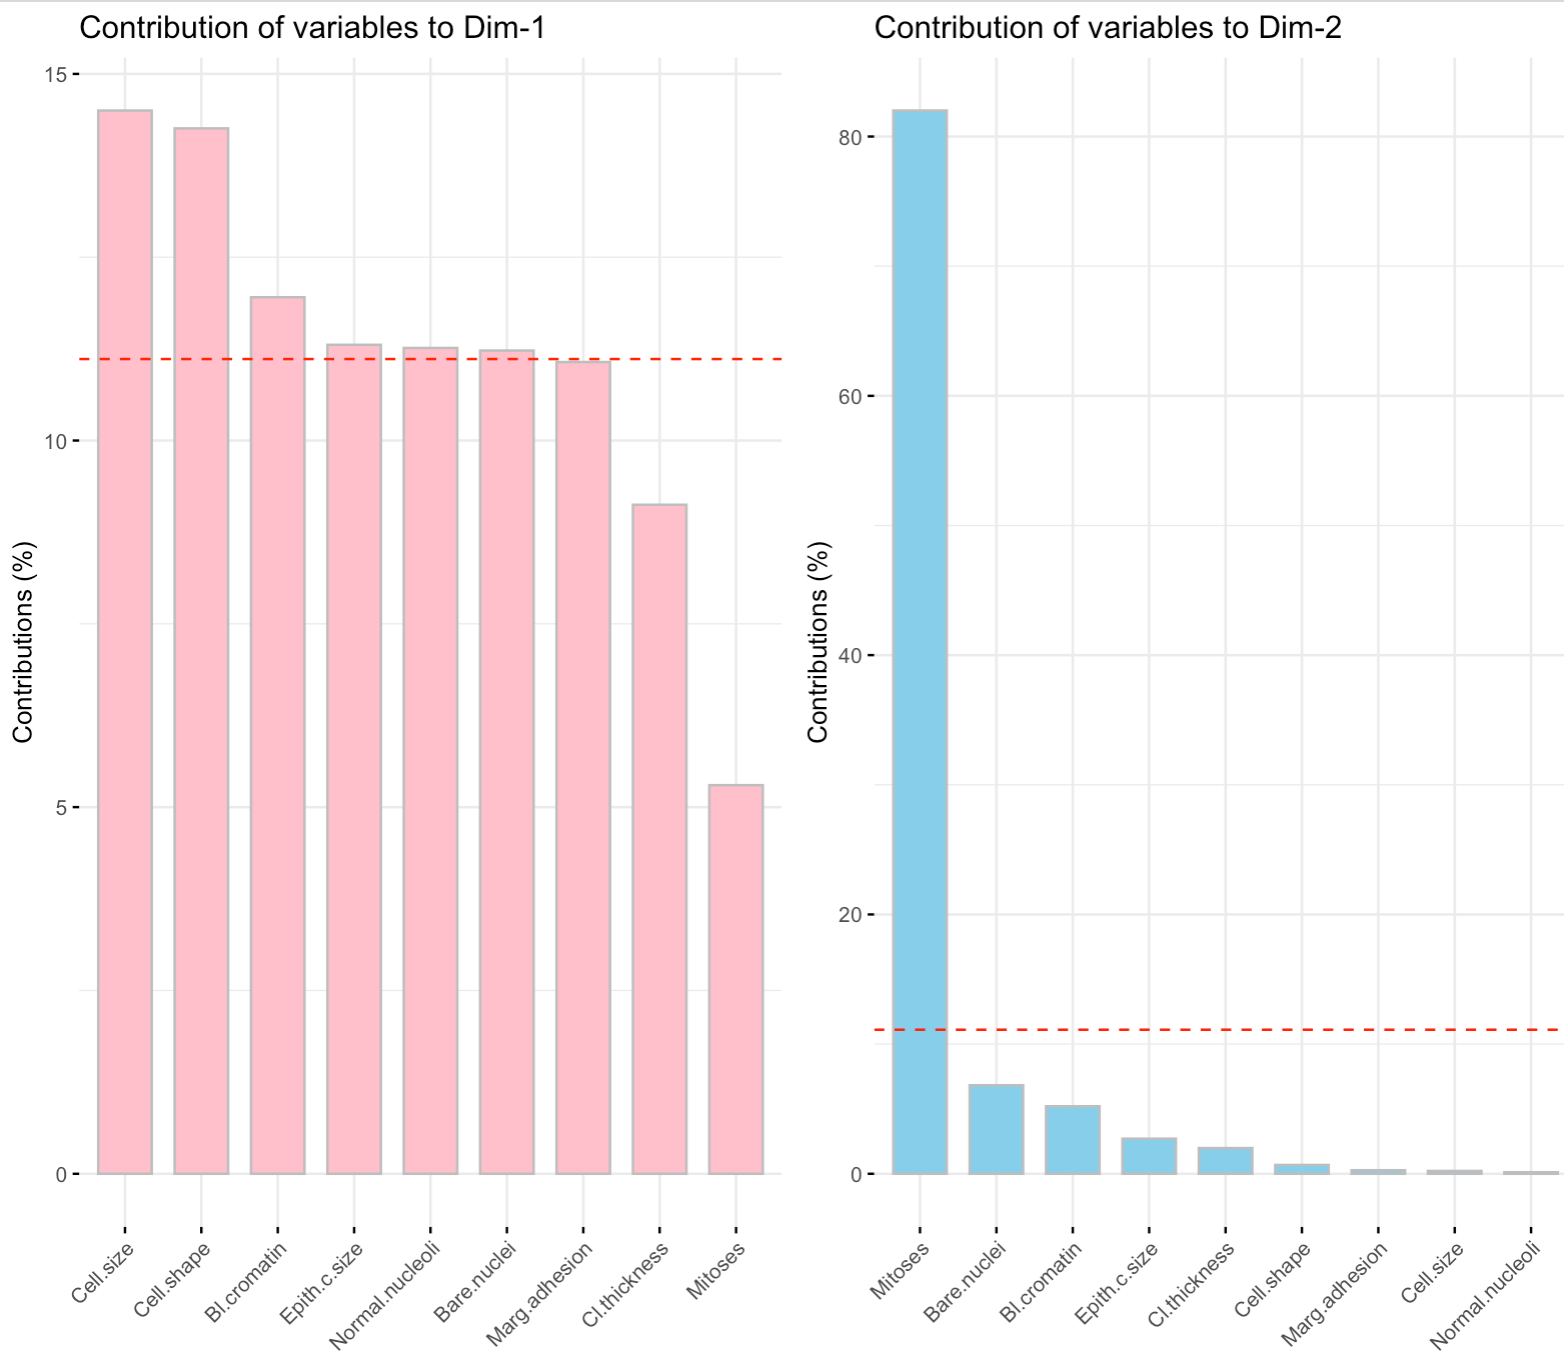 Contribution of variables to Dim-1
Contributions (%)
15
10
5
0
Cell.size
Cell.shape
Bl.cromatin
Epith.c.size
Normal.nucleoli
Bare.nuclei
Marg.adhesion
Cl.thickness
Mitoses
Contribution of variables to Dim-2
Contributions (%)
80
60
40
20
0
Mitoses
Bare.nuclei
Bl.cromatin
Epith.c.size
Cl.thickness
Cell.shape
Marg.adhesion
Cell.size
Normal.nucleoli